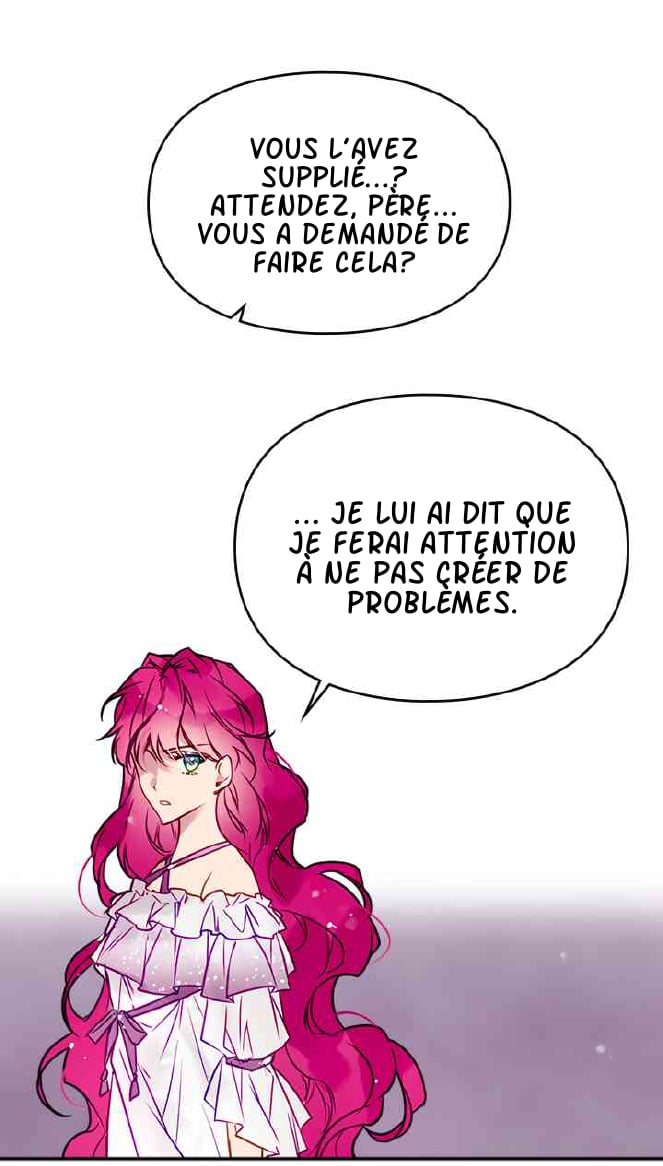 VOUS L'AVEZ
SUPPLIÉ...?
ATTENDEZ, PÈRE...
VOUS A DEMANDÉ DE
FAIRE CELA?
... JE LUI AI DIT QUE
JE FERAI ATTENTION
À NE PAS CRÉER DE
PROBLÈMES.